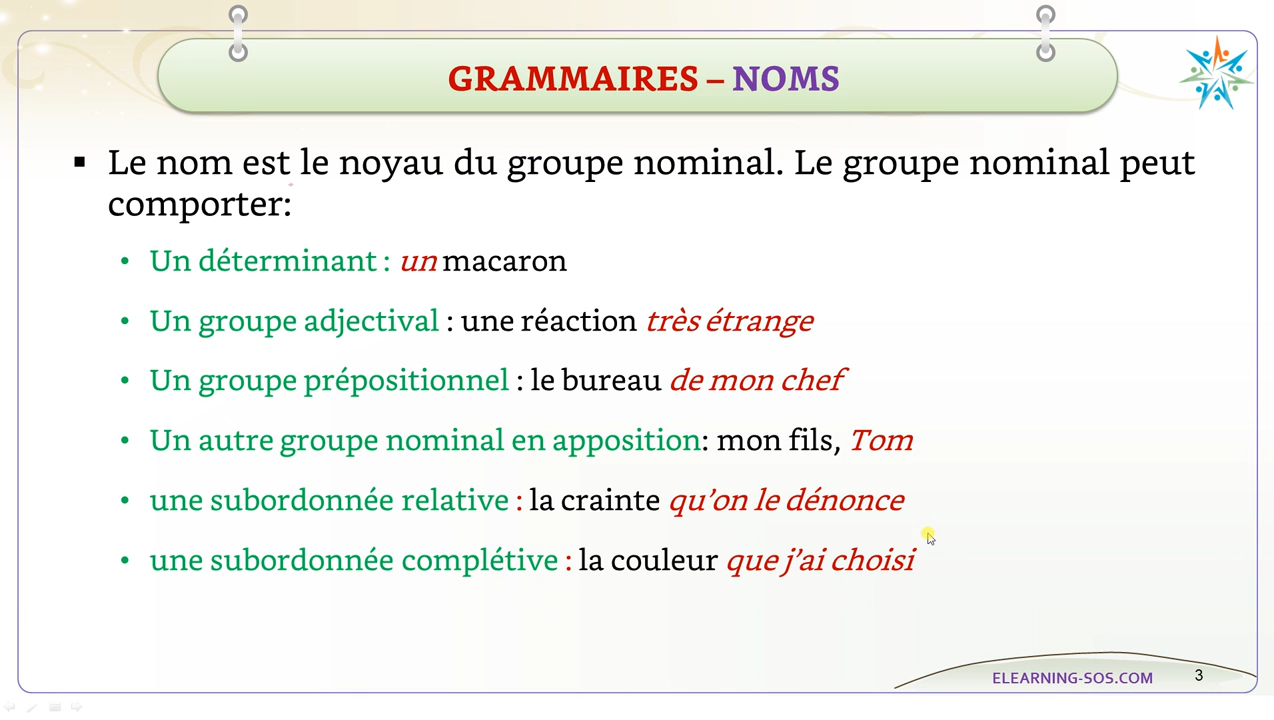 GRAMMAIRES – NOMS
▪ Le nom est le noyau du groupe nominal. Le groupe nominal peut
comporter:
• Un déterminant : un macaron
• Un groupe adjectival : une réaction très étrange
• Un groupe prépositionnel : le bureau de mon chef
• Un autre groupe nominal en apposition: mon fils, Tom
• une subordonnée relative : la crainte qu’on le dénonce
• une subordonnée complétive : la couleur que j’ai choisi
ELEARNING-SOS.COM 3